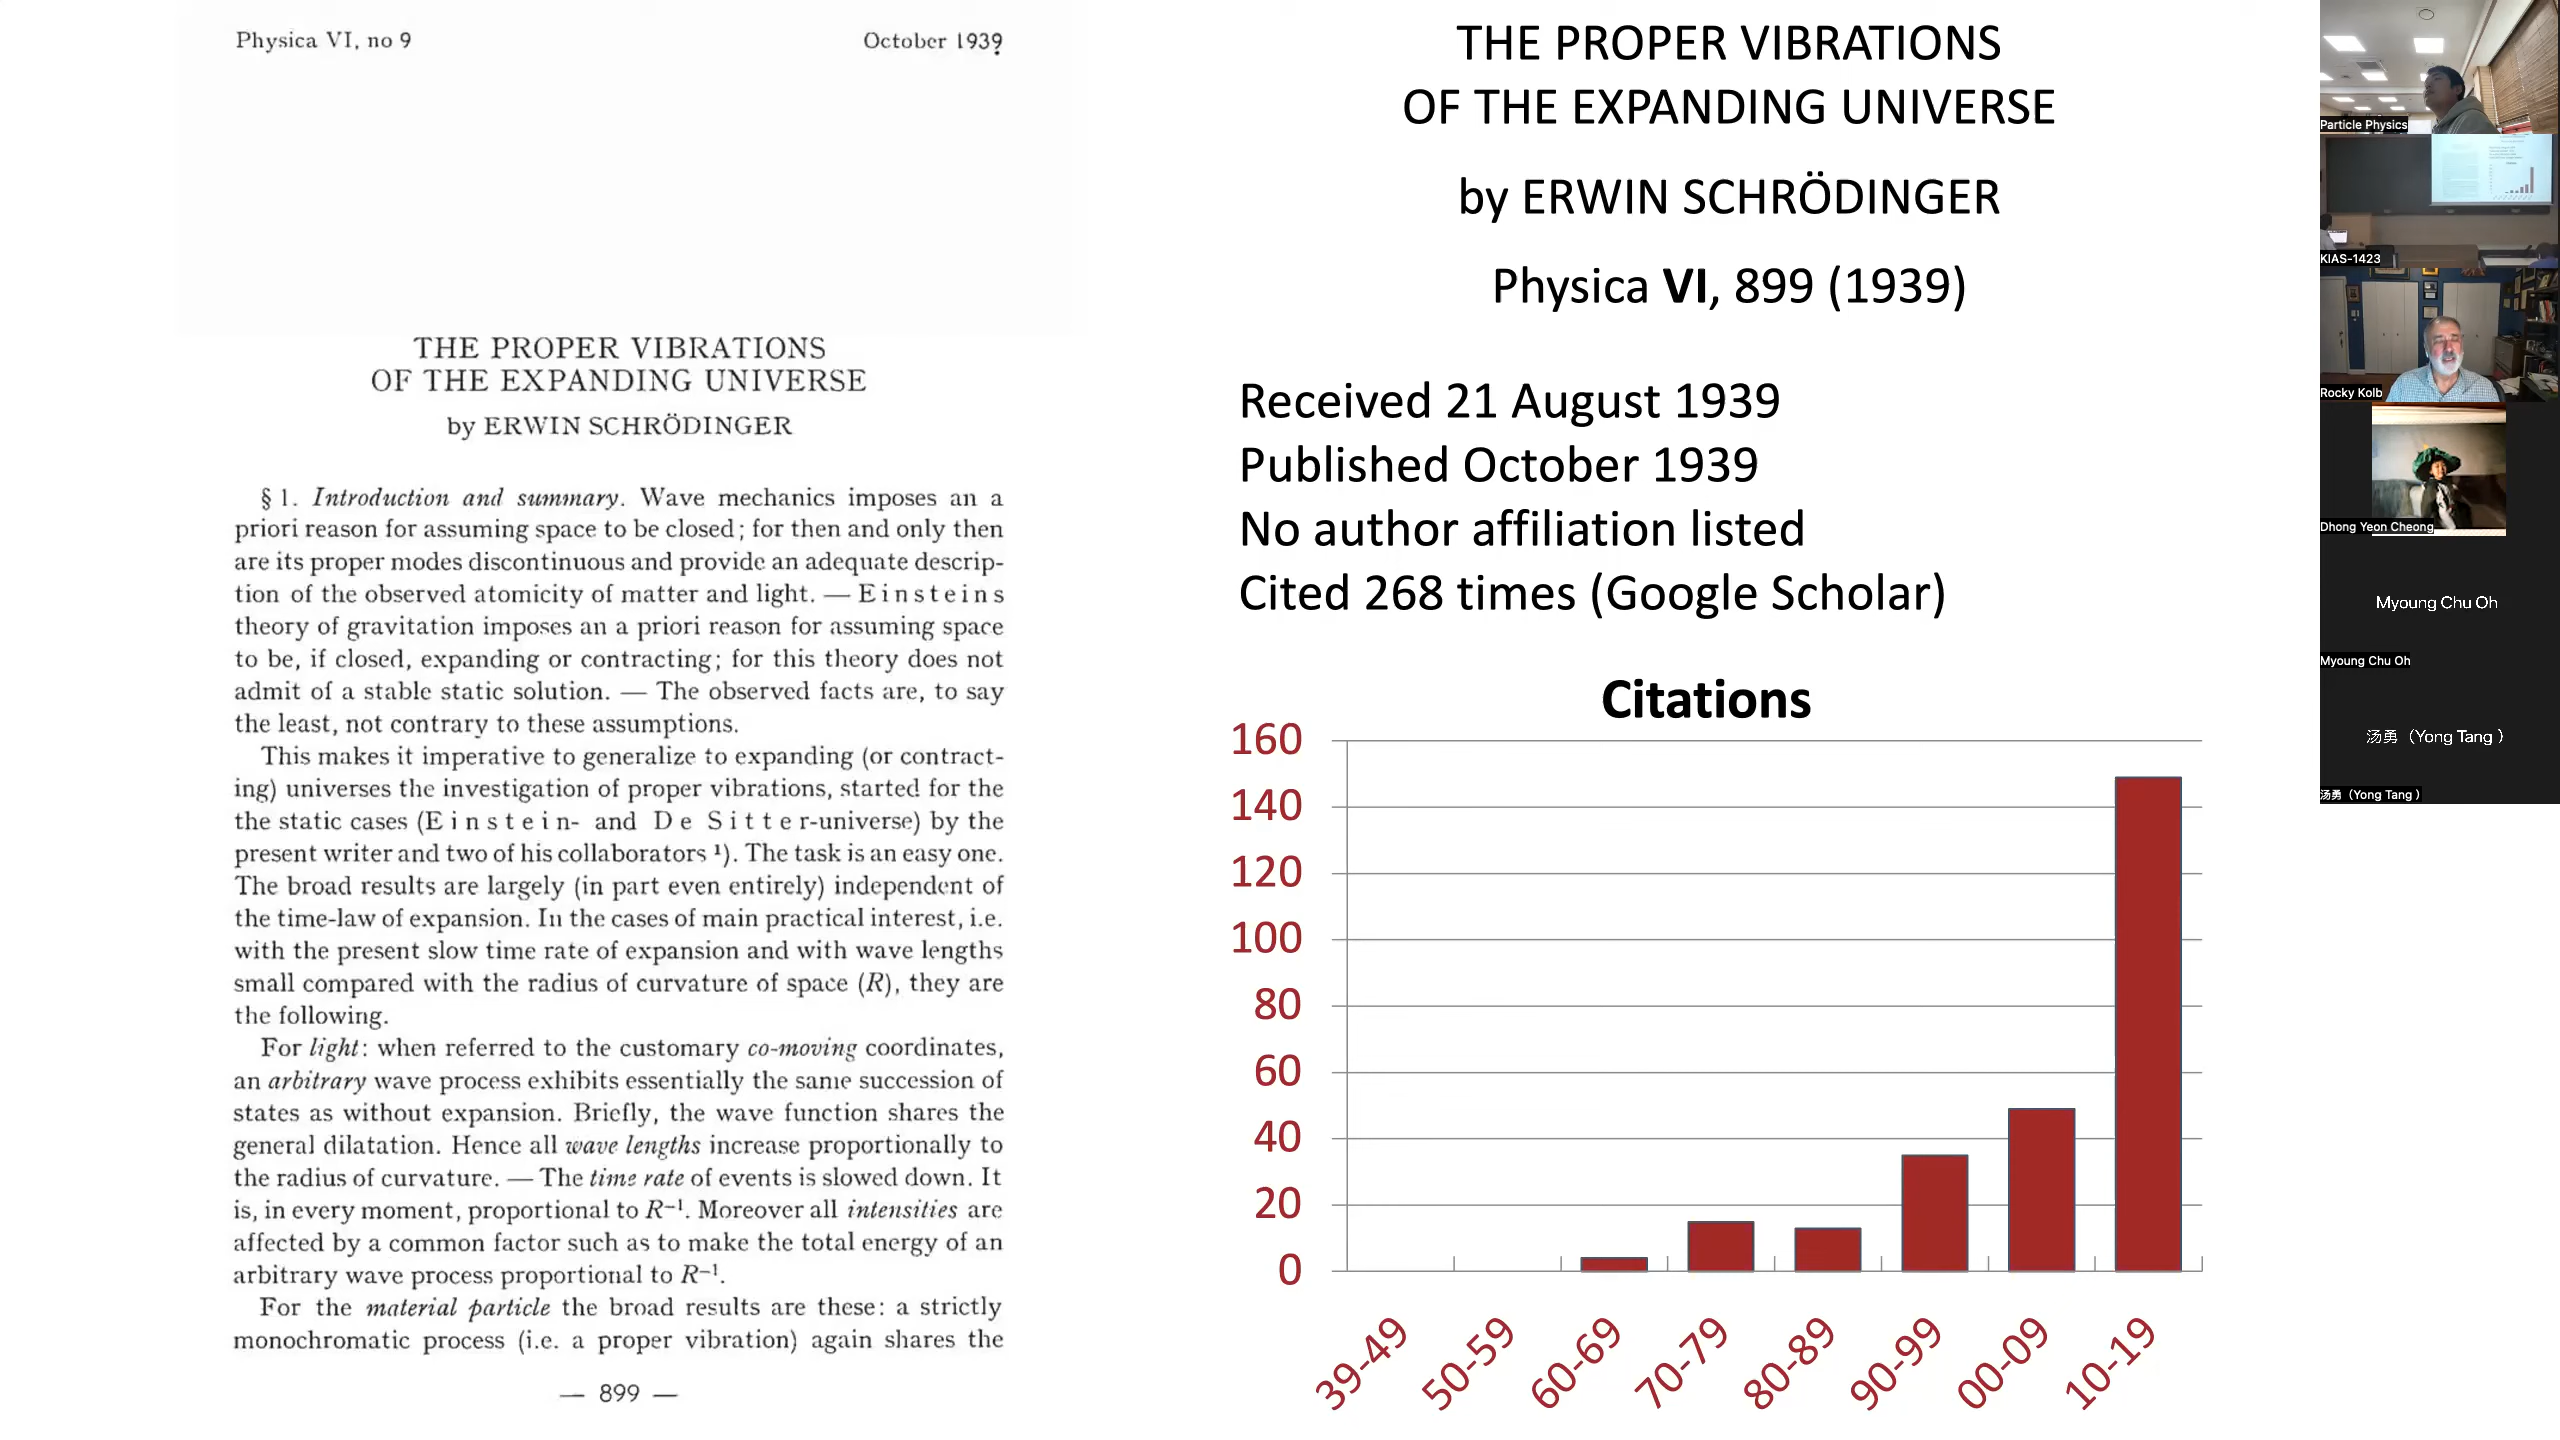 Physica VI, no 9
October 1939
THE PROPER VIBRATIONS
OF THE EXPANDING UNIVERSE
by ERWIN SCHRÖDINGER
§ 1. Introduction and summary. Wave mechanics imposes an a
priori reason for assuming space to be closed; for then and only then
are its proper modes discontinuous and provide an adequate descrip-
tion of the observed atomicity of matter and light. — Einsteins
theory of gravitation imposes an a priori reason for assuming space
to be, if closed, expanding or contracting; for this theory does not
admit of a stable static solution. — The observed facts are, to say
the least, not contrary to these assumptions.
This makes it imperative to generalize to expanding (or contract-
ing) universes the investigation of proper vibrations, started for the
the static cases (Einstein- and De Sitter-universe) by the
present writer and two of his collaborators ¹). The task is an easy one.
The broad results are largely (in part even entirely) independent of
the time-law of expansion. In the cases of main practical interest, i.e.
with the present slow time rate of expansion and with wave lengths
small compared with the radius of curvature of space (R), they are
the following.
For light: when referred to the customary co-moving coordinates,
an arbitrary wave process exhibits essentially the same succession of
states as without expansion. Briefly, the wave function shares the
general dilatation. Hence all wave lengths increase proportionally to
the radius of curvature. — The time rate of events is slowed down. It
is, in every moment, proportional to R⁻¹. Moreover all intensities are
affected by a common factor such as to make the total energy of an
arbitrary wave process proportional to R⁻¹.
For the material particle the broad results are these: a strictly
monochromatic process (i.e. a proper vibration) again shares the
— 899 —
THE PROPER VIBRATIONS
OF THE EXPANDING UNIVERSE
by ERWIN SCHRÖDINGER
Physica VI, 899 (1939)
Received 21 August 1939
Published October 1939
No author affiliation listed
Cited 268 times (Google Scholar)
Citations
160
140
120
100
80
60
40
20
0
39-49
50-59
60-69
70-79
80-89
90-99
00-09
10-19
Particle Physics
KIAS-1423
Rocky Kolb
Dhong Yeon Cheong
Myoung Chu Oh
Myoung Chu Oh
汤勇（Yong Tang ）
汤勇（Yong Tang ）